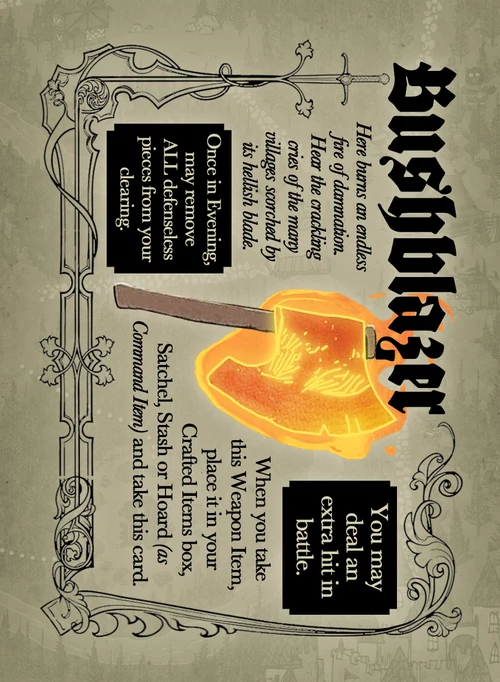 Bushblazer
Here burns an endless
fire of damnation.
Hear the crackling
cries of the many
villages scorched by
its hellish blade.
Once in Evening,
may remove
ALL defenseless
pieces from your
clearing.
You may
deal an
extra hit in
battle.
When you take
this Weapon Item,
place it in your
Crafted Items box,
Satchel, Stash or Hoard (as
Command Item) and take this card.